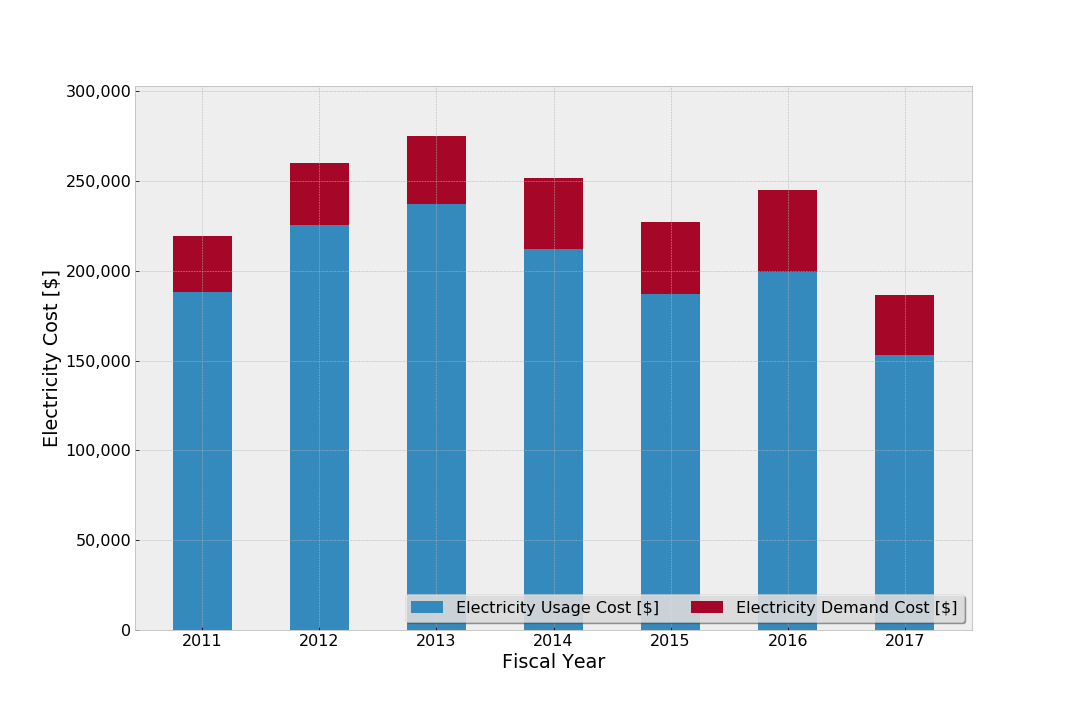 300,000
250,000
200,000
150,000
100,000
50,000
0
Electricity Cost [$]
Electricity Usage Cost [$] Electricity Demand Cost [$]
2011 2012 2013 2014 2015 2016 2017
Fiscal Year